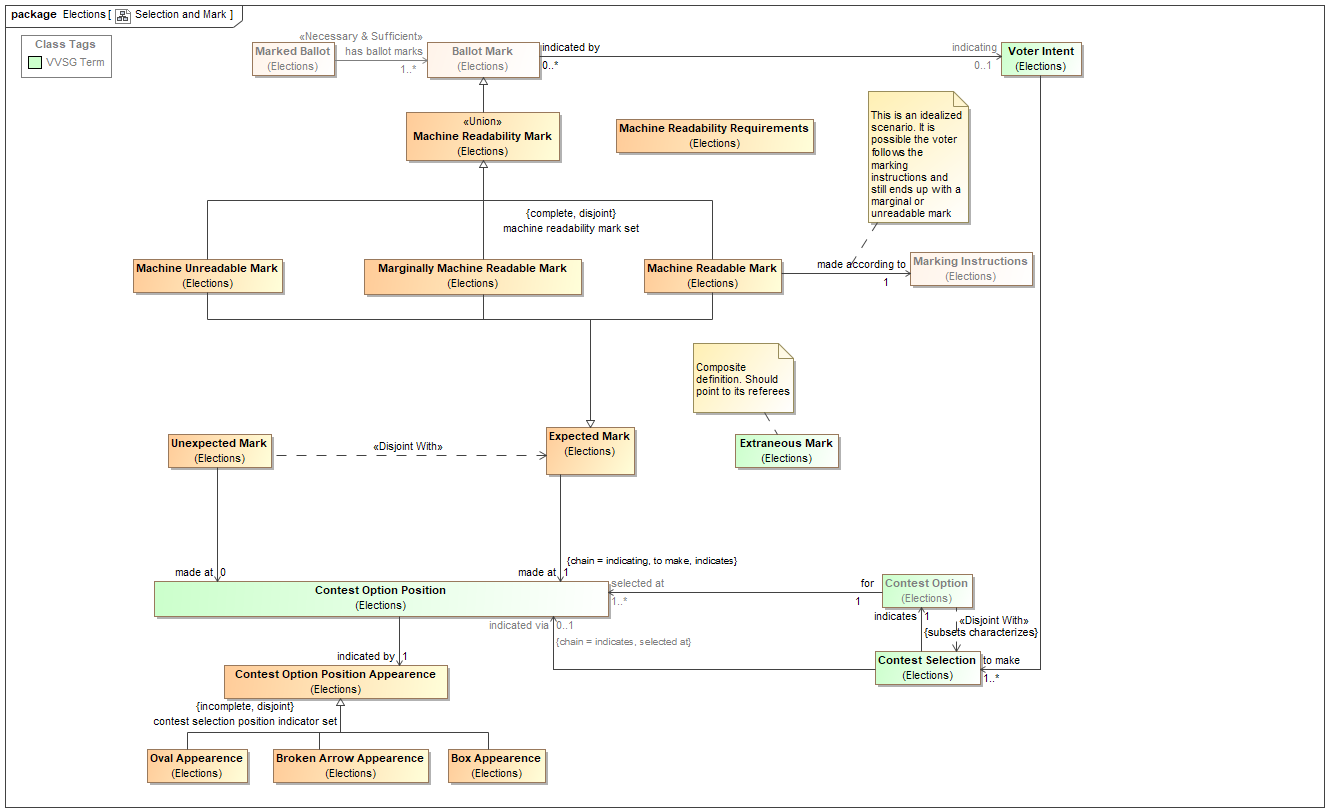 package Elections [ Selection and Mark ]
Class Tags
VVSG Term
«Necessary & Sufficient»
Marked Ballot
(Elections)
has ballot marks
1..*
Ballot Mark
(Elections)
indicated by
0..*
indicating
0..1
Voter Intent
(Elections)
«Union»
Machine Readability Mark
(Elections)
Machine Readability Requirements
(Elections)
This is an idealized
scenario. It is
possible the voter
follows the
marking
instructions and
still ends up with a
marginal or
unreadable mark
{complete, disjoint}
machine readability mark set
Machine Unreadable Mark
(Elections)
Marginally Machine Readable Mark
(Elections)
Machine Readable Mark
(Elections)
made according to
1
Marking Instructions
(Elections)
Composite
definition. Should
point to its referees
Unexpected Mark
(Elections)
«Disjoint With»
Expected Mark
(Elections)
Extraneous Mark
(Elections)
made at 0
made at 1
{chain = indicating, to make, indicates}
Contest Option Position
(Elections)
selected at
1..*
for
1
Contest Option
(Elections)
indicated via 0..1
{chain = indicates, selected at}
indicates 1
«Disjoint With»
{subsets characterizes}
Contest Selection
(Elections)
to make
1..*
indicated by 1
Contest Option Position Appearence
(Elections)
{incomplete, disjoint}
contest selection position indicator set
Oval Appearence
(Elections)
Broken Arrow Appearence
(Elections)
Box Appearence
(Elections)